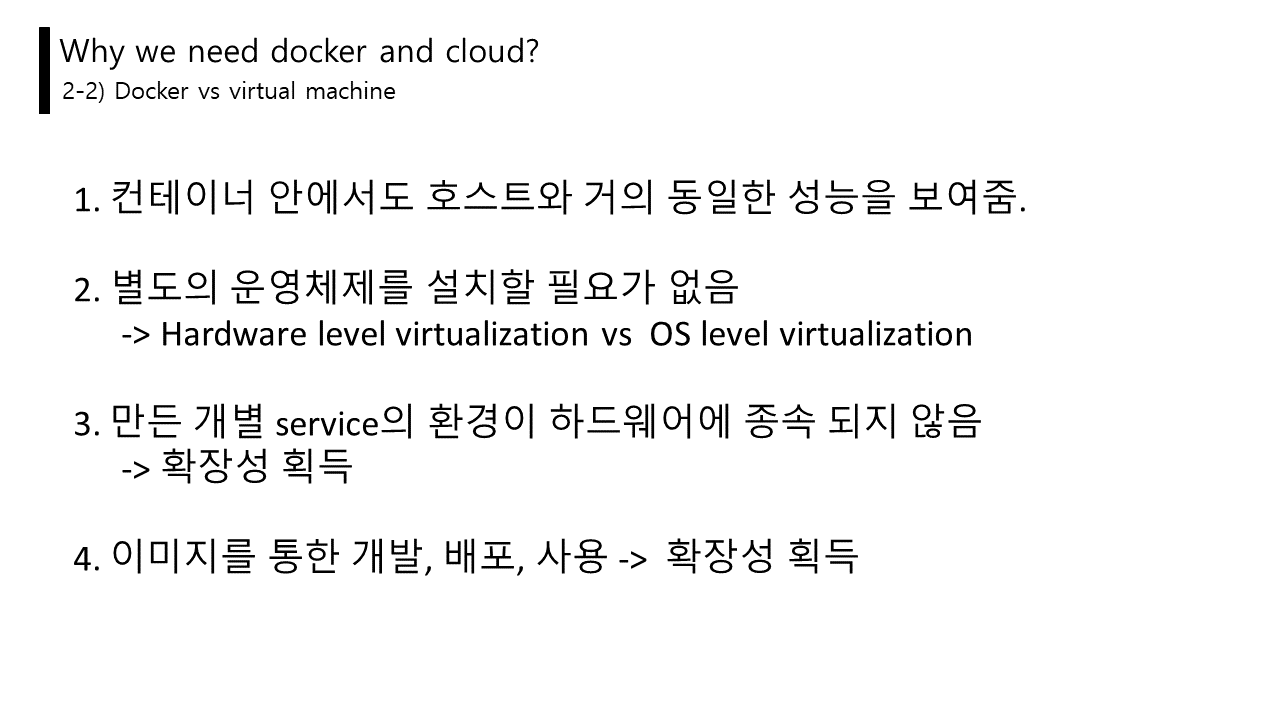 Why we need docker and cloud?
2-2) Docker vs virtual machine
1. 컨테이너 안에서도 호스트와 거의 동일한 성능을 보여줌.
2. 별도의 운영체제를 설치할 필요가 없음
-> Hardware level virtualization vs OS level virtualization
3. 만든 개별 service의 환경이 하드웨어에 종속 되지 않음
-> 확장성 획득
4. 이미지를 통한 개발, 배포, 사용 -> 확장성 획득